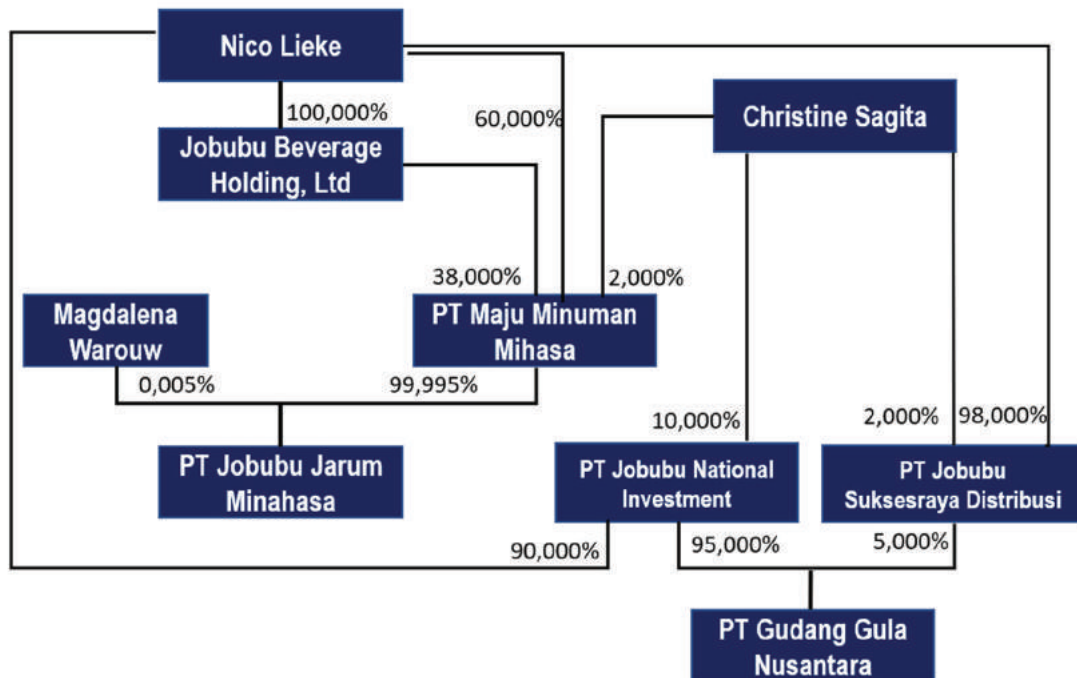 Nico Lieke
100,000%
60,000%
Christine Sagita
Jobubu Beverage
Holding, Ltd
38,000%
2,000%
Magdalena
Warouw
PT Maju Minuman
Mihasa
0,005%
99,995%
10,000%
2,000%
98,000%
PT Jobubu Jarum
Minahasa
PT Jobubu National
Investment
PT Jobubu
Suksesraya Distribusi
90,000%
95,000%
5,000%
PT Gudang Gula
Nusantara